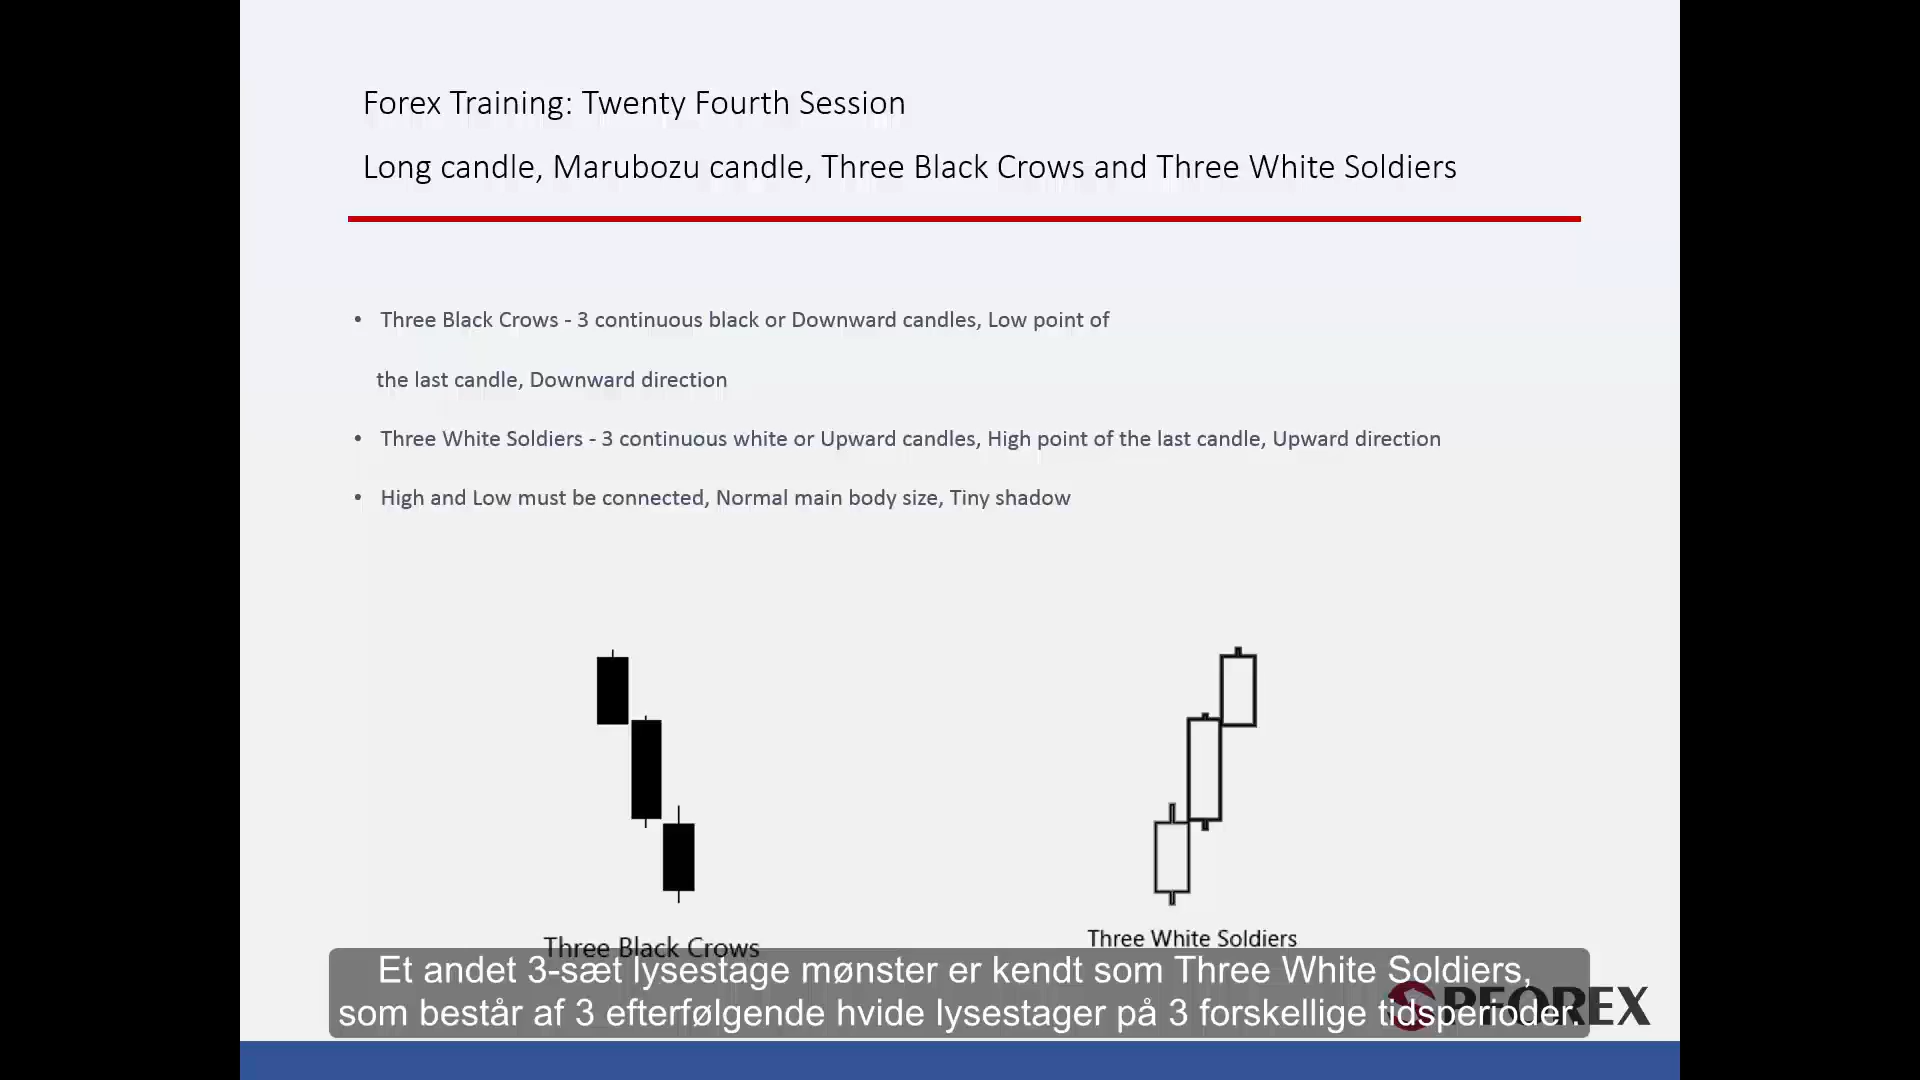 Forex Training: Twenty Fourth Session
Long candle, Marubozu candle, Three Black Crows and Three White Soldiers
• Three Black Crows - 3 continuous black or Downward candles, Low point of
the last candle, Downward direction
• Three White Soldiers - 3 continuous white or Upward candles, High point of the last candle, Upward direction
• High and Low must be connected, Normal main body size, Tiny shadow
Three Black Crows
Three White Soldiers
Et andet 3-sæt lysestage mønster er kendt som Three White Soldiers,
som består af 3 efterfølgende hvide lysestager på 3 forskellige tidsperioder.
PFOREX